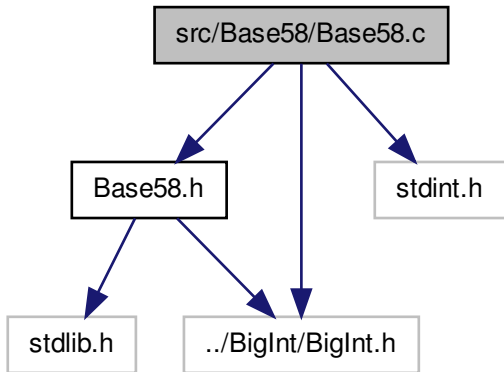 src/Base58/Base58.c
Base58.h
stdint.h
stdlib.h
../BigInt/BigInt.h